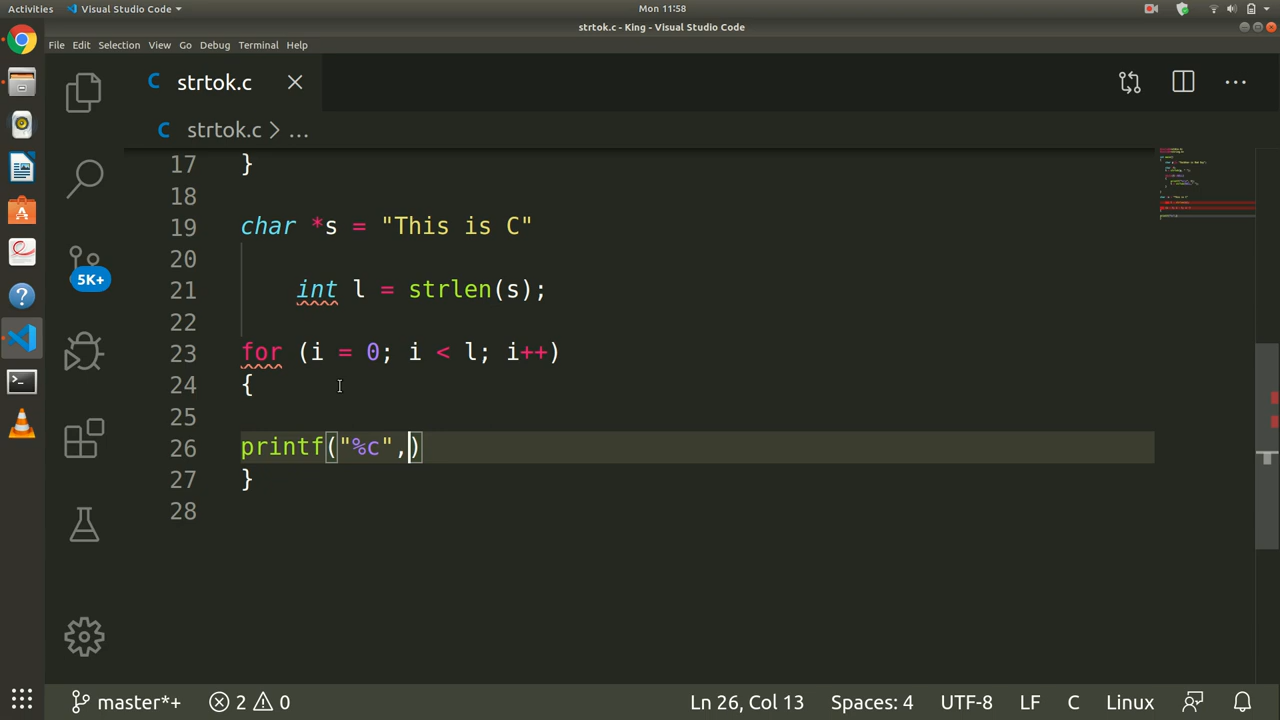 Activities
Visual Studio Code
Mon 11:58
strtok.c - King - Visual Studio Code
File Edit Selection View Go Debug Terminal Help
C strtok.c
C strtok.c > ...
17 }
18
19 char *s = "This is C"
20
21 int l = strlen(s);
22
23 for (i = 0; i < l; i++)
24 {
25
26 printf("%c",)
27 }
28
5K+
master*+ 2 0 Ln 26, Col 13 Spaces: 4 UTF-8 LF C Linux